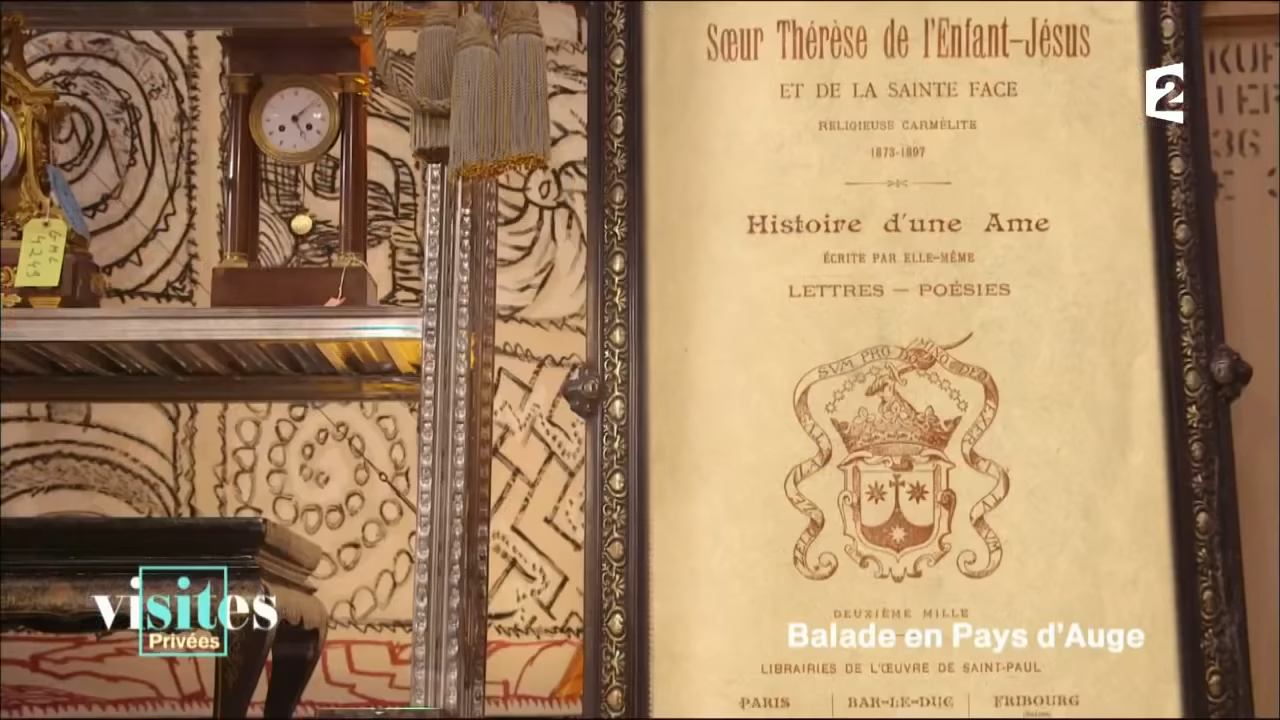 Sœur Thérèse de l'Enfant-Jésus
ET DE LA SAINTE FACE
RELIGIEUSE CARMÉLITE
1873-1897
Histoire d'une Ame
ÉCRITE PAR ELLE-MÊME
LETTRES — POÉSIES
DEUXIÈME MILLE
LIBRAIRIES DE L'ŒUVRE DE SAINT-PAUL
PARIS
BAR-LE-DUC
FRIBOURG
2
36
4249
visites
Privées
Balade en Pays d'Auge